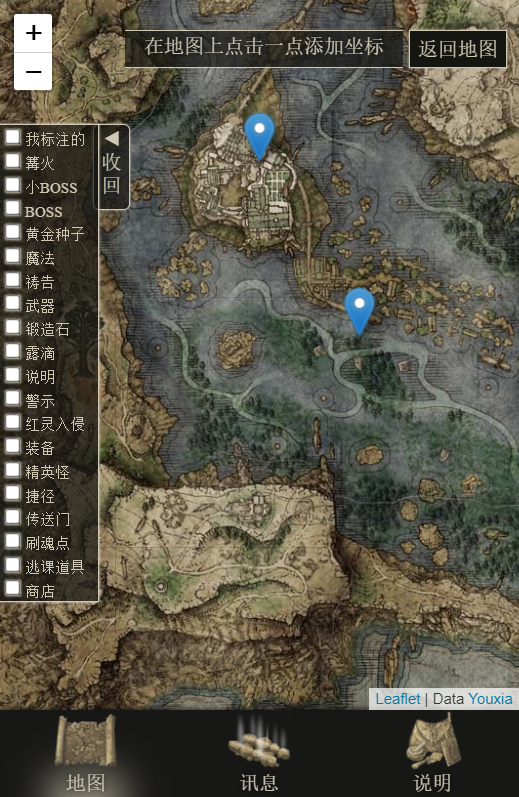 +
−
在地图上点击一点添加坐标
返回地图
◀
收
回
我标注的
篝火
小BOSS
BOSS
黄金种子
魔法
祷告
武器
锻造石
露滴
说明
警示
红灵入侵
装备
精英怪
捷径
传送门
刷魂点
逃课道具
商店
Leaflet | Data Youxia
地图
讯息
说明